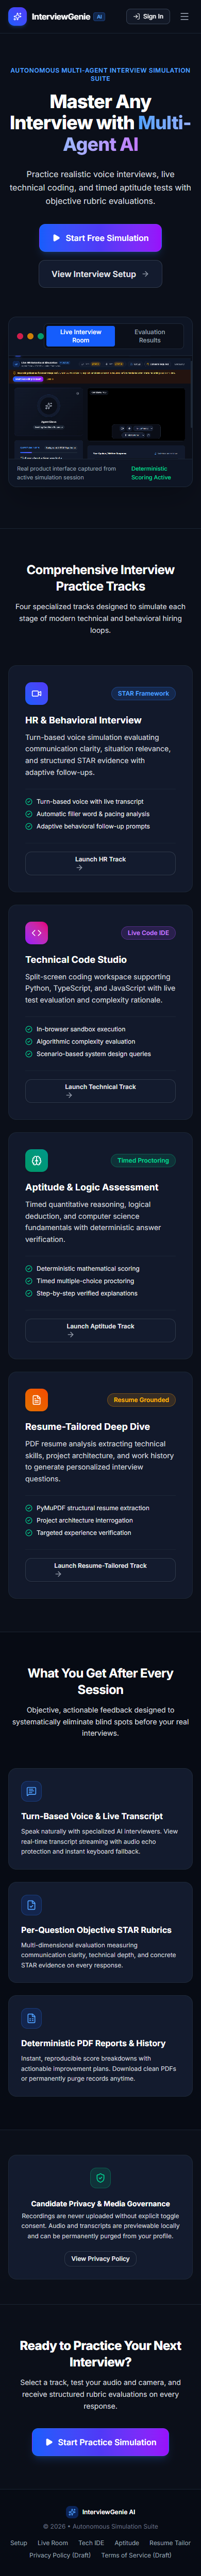 InterviewGenie AI
Sign In
AUTONOMOUS MULTI-AGENT INTERVIEW SIMULATION
SUITE
Master Any
Interview with Multi-
Agent AI
Practice realistic voice interviews, live
technical coding, and timed aptitude tests with
objective rubric evaluations.
Start Free Simulation
View Interview Setup
Live Interview
Room
Evaluation
Results
Real product interface captured from
active simulation session
Deterministic
Scoring Active
Comprehensive Interview
Practice Tracks
Four specialized tracks designed to simulate each
stage of modern technical and behavioral hiring
loops.
STAR Framework
HR & Behavioral Interview
Turn-based voice simulation evaluating
communication clarity, situation relevance,
and structured STAR evidence with
adaptive follow-ups.
Turn-based voice with live transcript
Automatic filler word & pacing analysis
Adaptive behavioral follow-up prompts
Launch HR Track
Live Code IDE
Technical Code Studio
Split-screen coding workspace supporting
Python, TypeScript, and JavaScript with live
test evaluation and complexity rationale.
In-browser sandbox execution
Algorithmic complexity evaluation
Scenario-based system design queries
Launch Technical Track
Timed Proctoring
Aptitude & Logic Assessment
Timed quantitative reasoning, logical
deduction, and computer science
fundamentals with deterministic answer
verification.
Deterministic mathematical scoring
Timed multiple-choice proctoring
Step-by-step verified explanations
Launch Aptitude Track
Resume Grounded
Resume-Tailored Deep Dive
PDF resume analysis extracting technical
skills, project architecture, and work history
to generate personalized interview
questions.
PyMuPDF structural resume extraction
Project architecture interrogation
Targeted experience verification
Launch Resume-Tailored Track
What You Get After Every
Session
Objective, actionable feedback designed to
systematically eliminate blind spots before your real
interviews.
Turn-Based Voice & Live Transcript
Speak naturally with specialized AI interviewers. View
real-time transcript streaming with audio echo
protection and instant keyboard fallback.
Per-Question Objective STAR Rubrics
Multi-dimensional evaluation measuring
communication clarity, technical depth, and concrete
STAR evidence on every response.
Deterministic PDF Reports & History
Instant, reproducible score breakdowns with
actionable improvement plans. Download clean PDFs
or permanently purge records anytime.
Candidate Privacy & Media Governance
Recordings are never uploaded without explicit toggle
consent. Audio and transcripts are previewable locally
and can be permanently purged from your profile.
View Privacy Policy
Ready to Practice Your Next
Interview?
Select a track, test your audio and camera, and
receive structured rubric evaluations on every
response.
Start Practice Simulation
InterviewGenie AI
© 2026 • Autonomous Simulation Suite
Setup Live Room Tech IDE Aptitude Resume Tailor
Privacy Policy (Draft) Terms of Service (Draft)